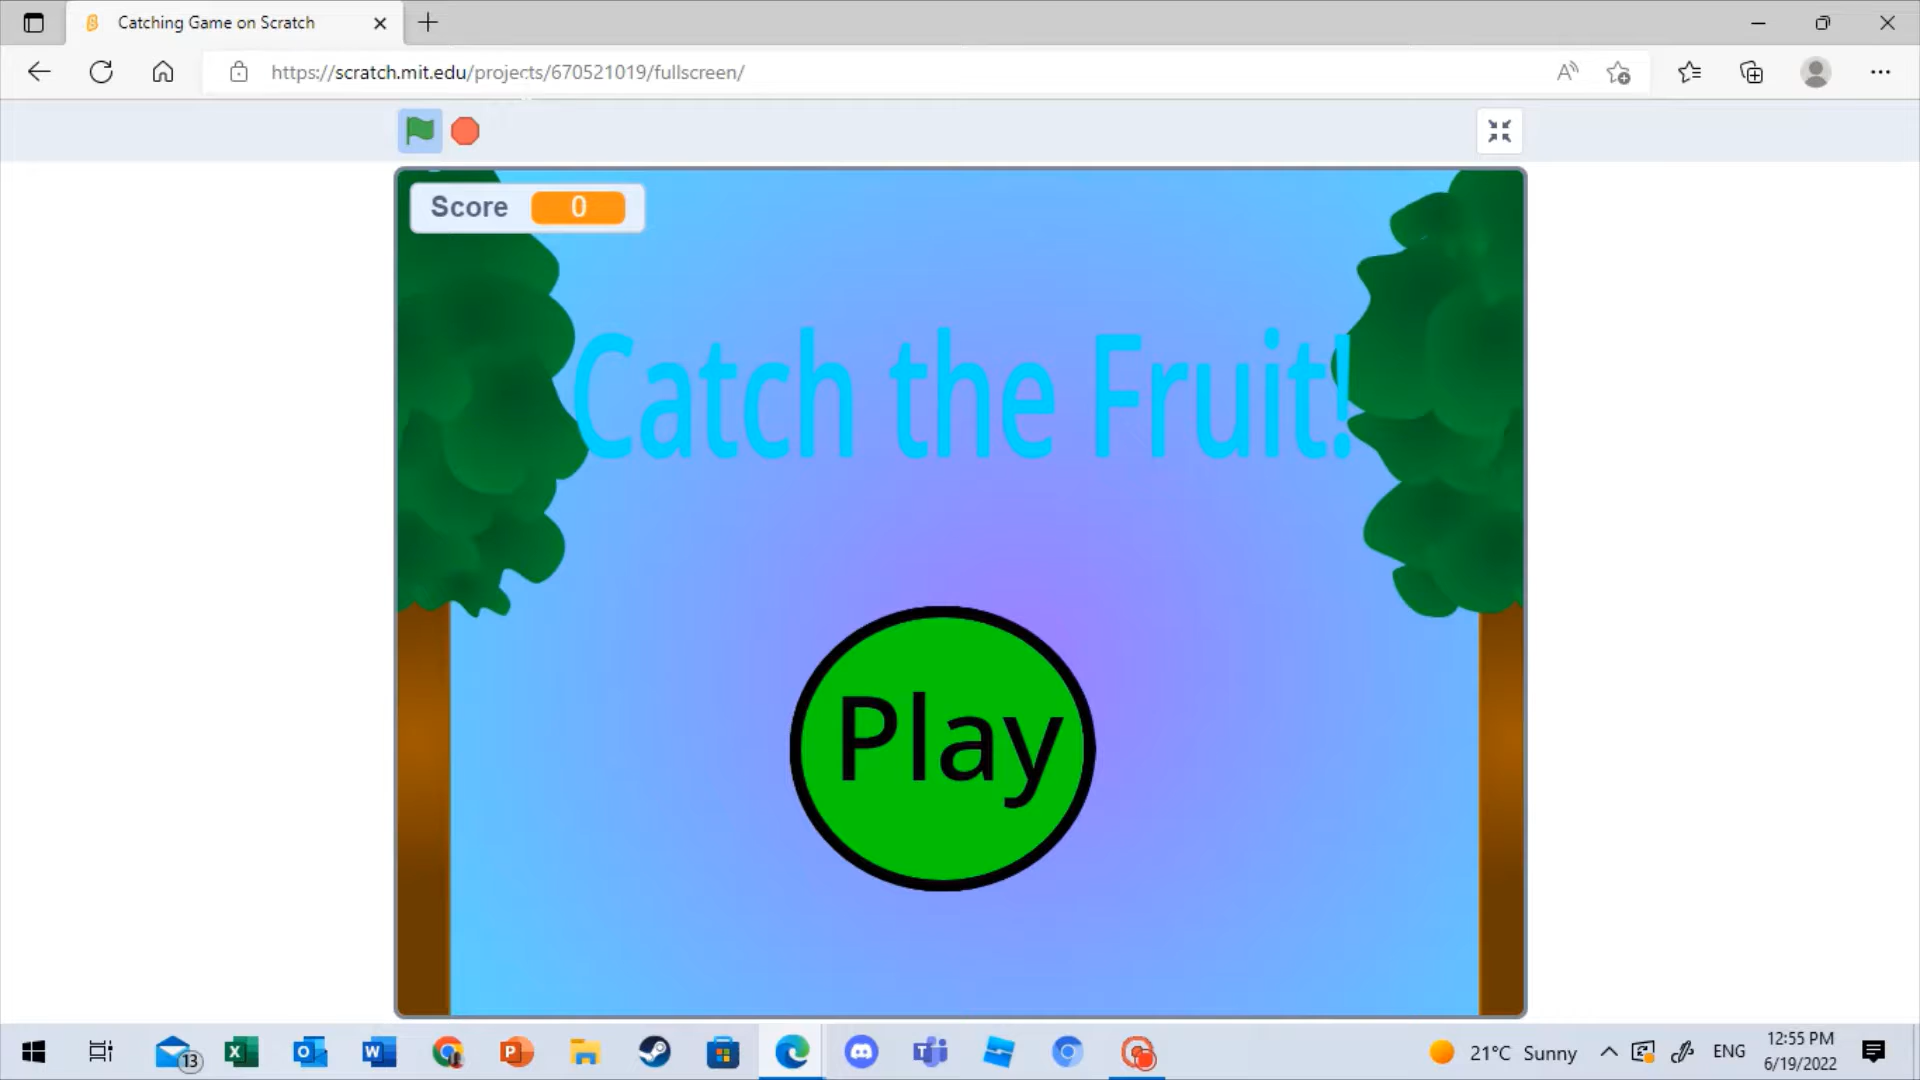 Catching Game on Scratch
https://scratch.mit.edu/projects/670521019/fullscreen/
Score 0
Catch the Fruit!
Play
13
21°C Sunny
ENG
12:55 PM
6/19/2022